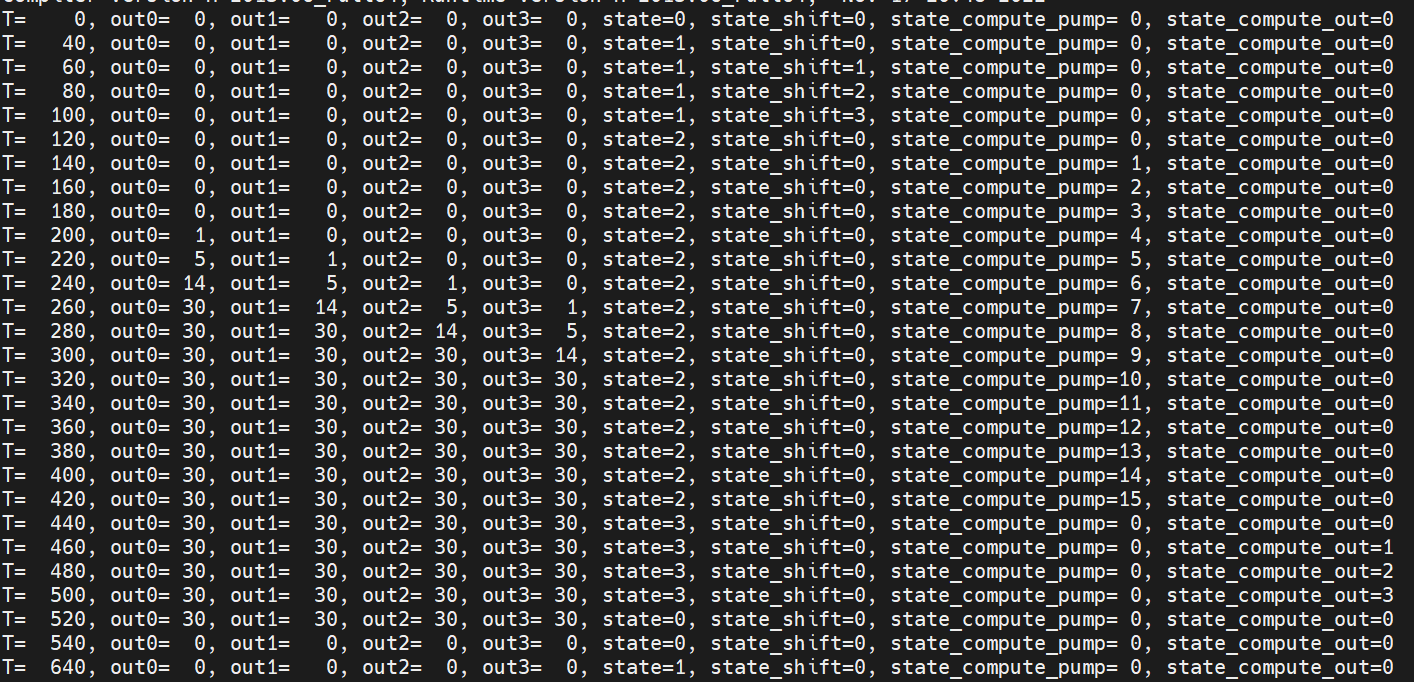 T=    0, out0=  0, out1=   0, out2=  0, out3=  0, state=0, state_shift=0, state_compute_pump= 0, state_compute_out=0
T=   40, out0=  0, out1=   0, out2=  0, out3=  0, state=1, state_shift=0, state_compute_pump= 0, state_compute_out=0
T=   60, out0=  0, out1=   0, out2=  0, out3=  0, state=1, state_shift=1, state_compute_pump= 0, state_compute_out=0
T=   80, out0=  0, out1=   0, out2=  0, out3=  0, state=1, state_shift=2, state_compute_pump= 0, state_compute_out=0
T=  100, out0=  0, out1=   0, out2=  0, out3=  0, state=1, state_shift=3, state_compute_pump= 0, state_compute_out=0
T=  120, out0=  0, out1=   0, out2=  0, out3=  0, state=2, state_shift=0, state_compute_pump= 0, state_compute_out=0
T=  140, out0=  0, out1=   0, out2=  0, out3=  0, state=2, state_shift=0, state_compute_pump= 1, state_compute_out=0
T=  160, out0=  0, out1=   0, out2=  0, out3=  0, state=2, state_shift=0, state_compute_pump= 2, state_compute_out=0
T=  180, out0=  0, out1=   0, out2=  0, out3=  0, state=2, state_shift=0, state_compute_pump= 3, state_compute_out=0
T=  200, out0=  1, out1=   0, out2=  0, out3=  0, state=2, state_shift=0, state_compute_pump= 4, state_compute_out=0
T=  220, out0=  5, out1=   1, out2=  0, out3=  0, state=2, state_shift=0, state_compute_pump= 5, state_compute_out=0
T=  240, out0= 14, out1=   5, out2=  1, out3=  0, state=2, state_shift=0, state_compute_pump= 6, state_compute_out=0
T=  260, out0= 30, out1=  14, out2=  5, out3=  1, state=2, state_shift=0, state_compute_pump= 7, state_compute_out=0
T=  280, out0= 30, out1=  30, out2= 14, out3=  5, state=2, state_shift=0, state_compute_pump= 8, state_compute_out=0
T=  300, out0= 30, out1=  30, out2= 30, out3= 14, state=2, state_shift=0, state_compute_pump= 9, state_compute_out=0
T=  320, out0= 30, out1=  30, out2= 30, out3= 30, state=2, state_shift=0, state_compute_pump=10, state_compute_out=0
T=  340, out0= 30, out1=  30, out2= 30, out3= 30, state=2, state_shift=0, state_compute_pump=11, state_compute_out=0
T=  360, out0= 30, out1=  30, out2= 30, out3= 30, state=2, state_shift=0, state_compute_pump=12, state_compute_out=0
T=  380, out0= 30, out1=  30, out2= 30, out3= 30, state=2, state_shift=0, state_compute_pump=13, state_compute_out=0
T=  400, out0= 30, out1=  30, out2= 30, out3= 30, state=2, state_shift=0, state_compute_pump=14, state_compute_out=0
T=  420, out0= 30, out1=  30, out2= 30, out3= 30, state=2, state_shift=0, state_compute_pump=15, state_compute_out=0
T=  440, out0= 30, out1=  30, out2= 30, out3= 30, state=3, state_shift=0, state_compute_pump= 0, state_compute_out=0
T=  460, out0= 30, out1=  30, out2= 30, out3= 30, state=3, state_shift=0, state_compute_pump= 0, state_compute_out=1
T=  480, out0= 30, out1=  30, out2= 30, out3= 30, state=3, state_shift=0, state_compute_pump= 0, state_compute_out=2
T=  500, out0= 30, out1=  30, out2= 30, out3= 30, state=3, state_shift=0, state_compute_pump= 0, state_compute_out=3
T=  520, out0= 30, out1=  30, out2= 30, out3= 30, state=0, state_shift=0, state_compute_pump= 0, state_compute_out=0
T=  540, out0=  0, out1=   0, out2=  0, out3=  0, state=0, state_shift=0, state_compute_pump= 0, state_compute_out=0
T=  640, out0=  0, out1=   0, out2=  0, out3=  0, state=1, state_shift=0, state_compute_pump= 0, state_compute_out=0